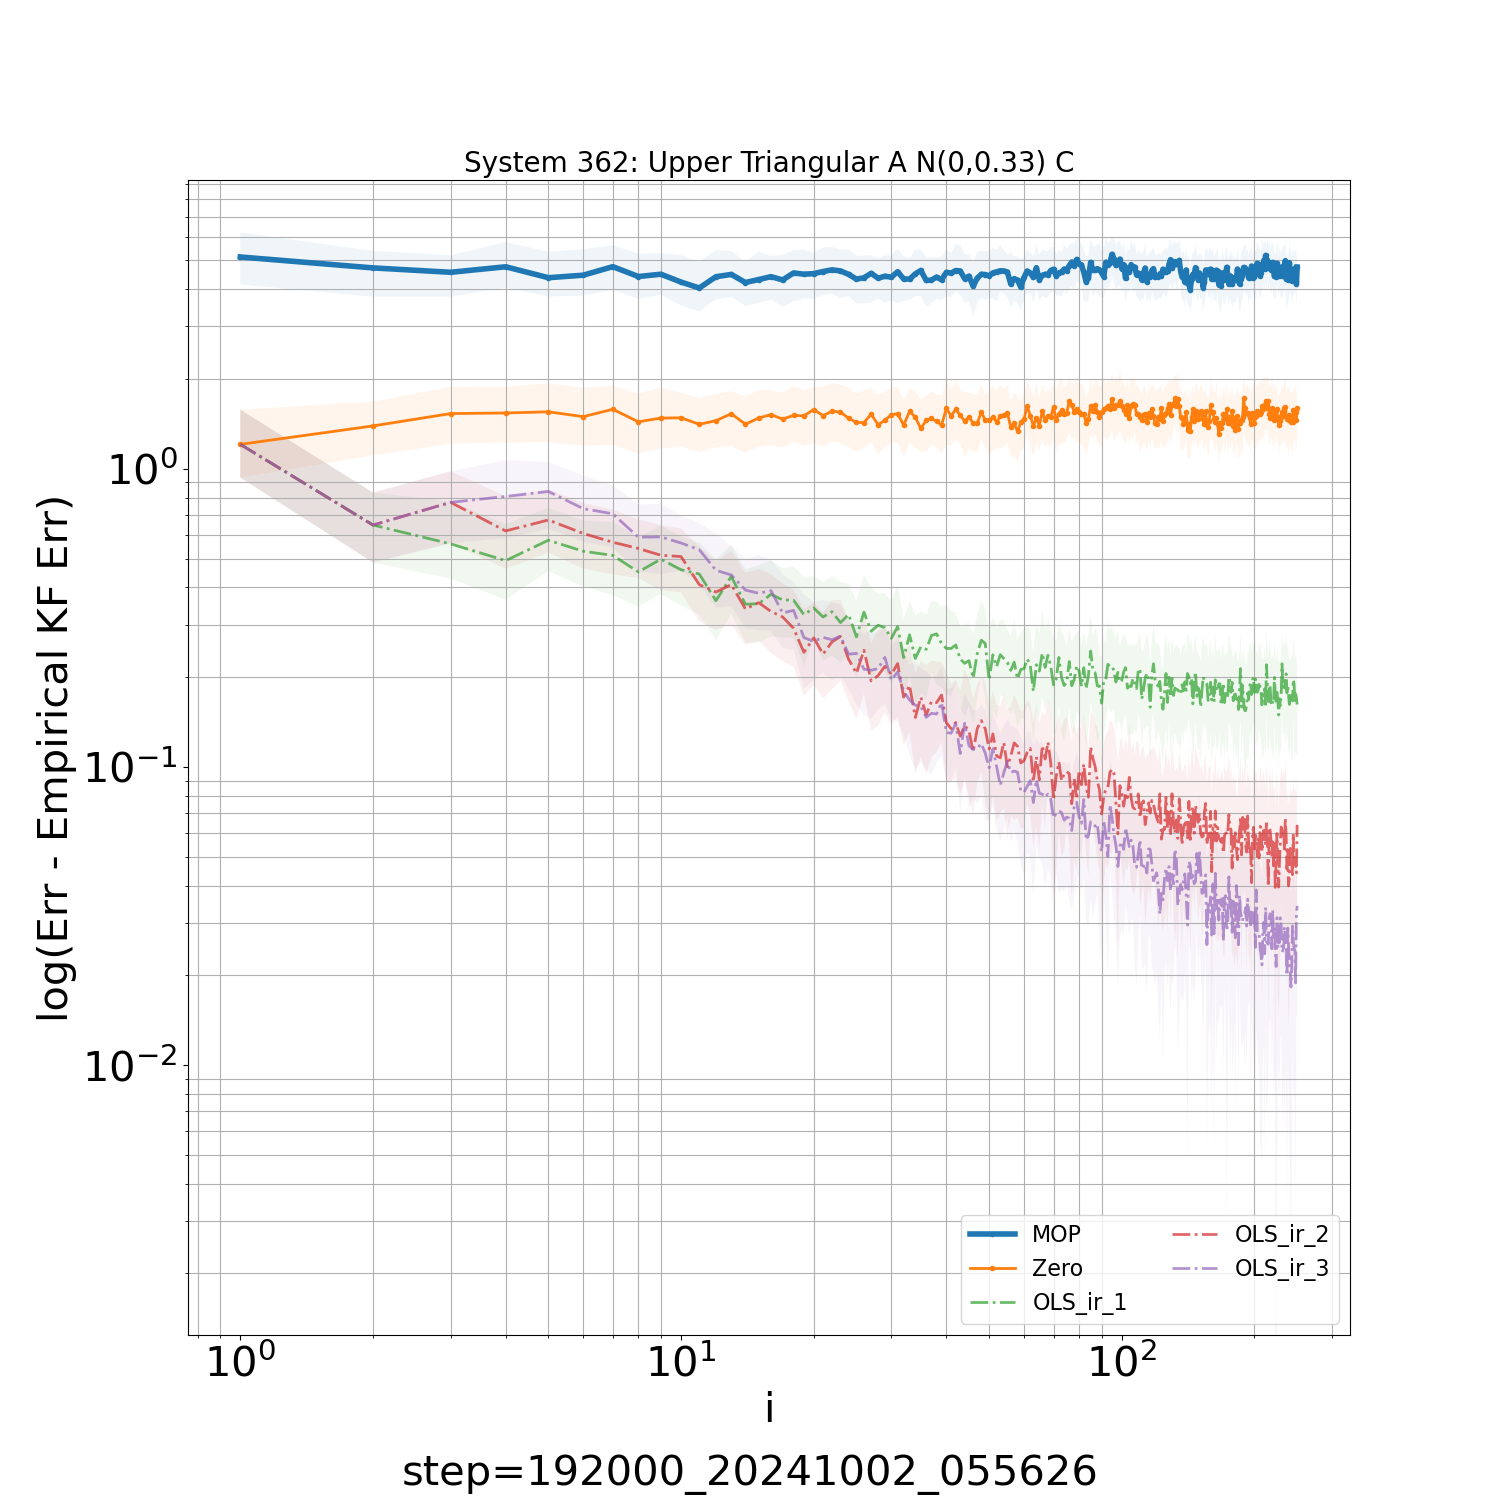 System 362: Upper Triangular A N(0,0.33) C
log(Err - Empirical KF Err)
10⁰
10⁻¹
10⁻²
MOP
Zero
OLS_ir_1
OLS_ir_2
OLS_ir_3
10⁰ 10¹ 10²
i
step=192000_20241002_055626